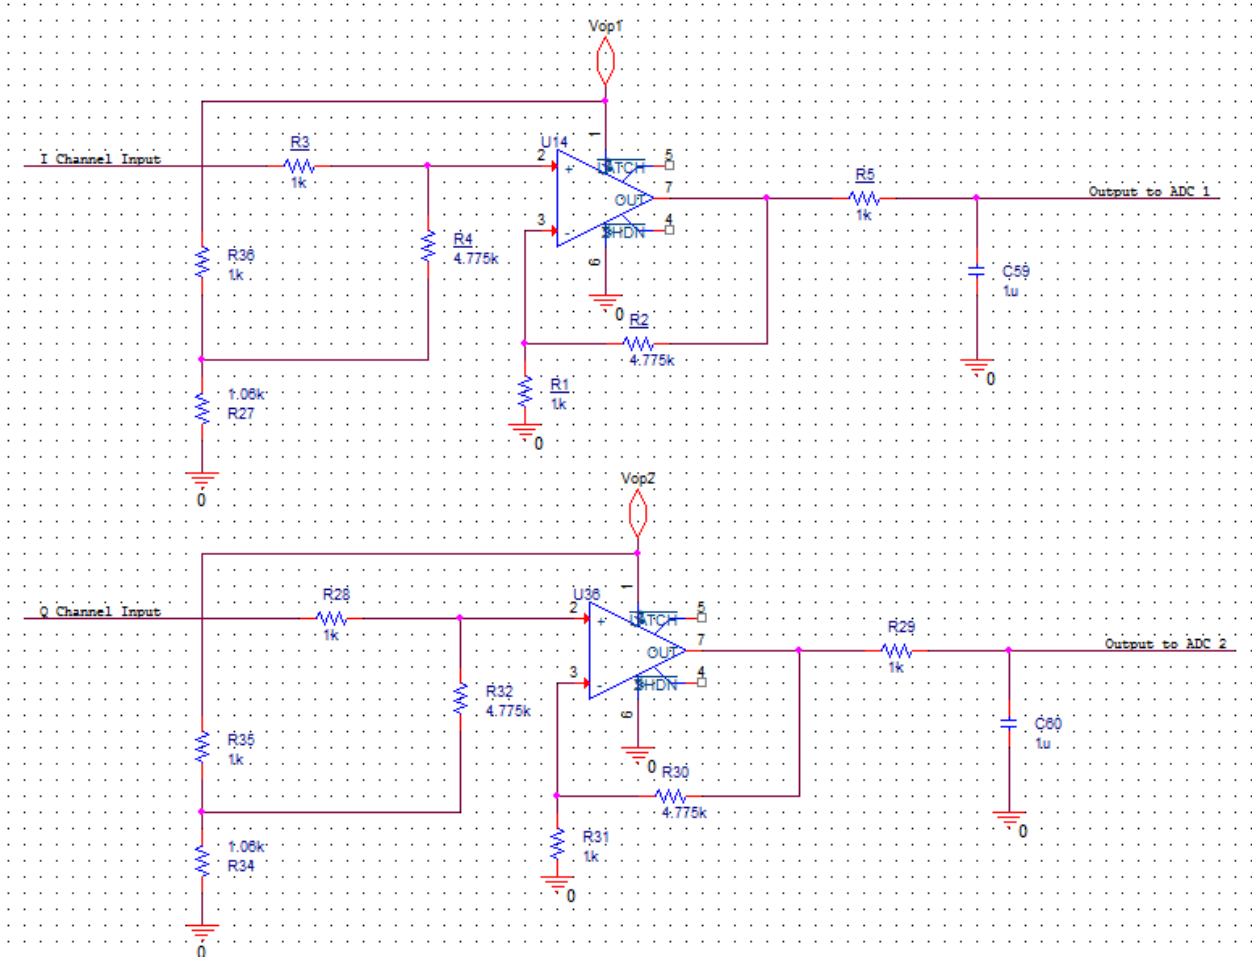 Vop1
I Channel Input
R3
1k
U14
1
2
+
LATCH
5
7
OUT
R5
1k
Output to ADC 1
3
-
SHDN
4
6
R36
1k
R4
4.775k
0
R2
4.775k
C59
1u
0
1.06k
R27
R1
1k
0
0
Vop2
Q Channel Input
R28
1k
U36
1
2
+
LATCH
5
7
OUT
R29
1k
Output to ADC 2
3
-
SHDN
4
6
R32
4.775k
R35
1k
0
R30
4.775k
C60
1u
0
1.06k
R34
R31
1k
0
0